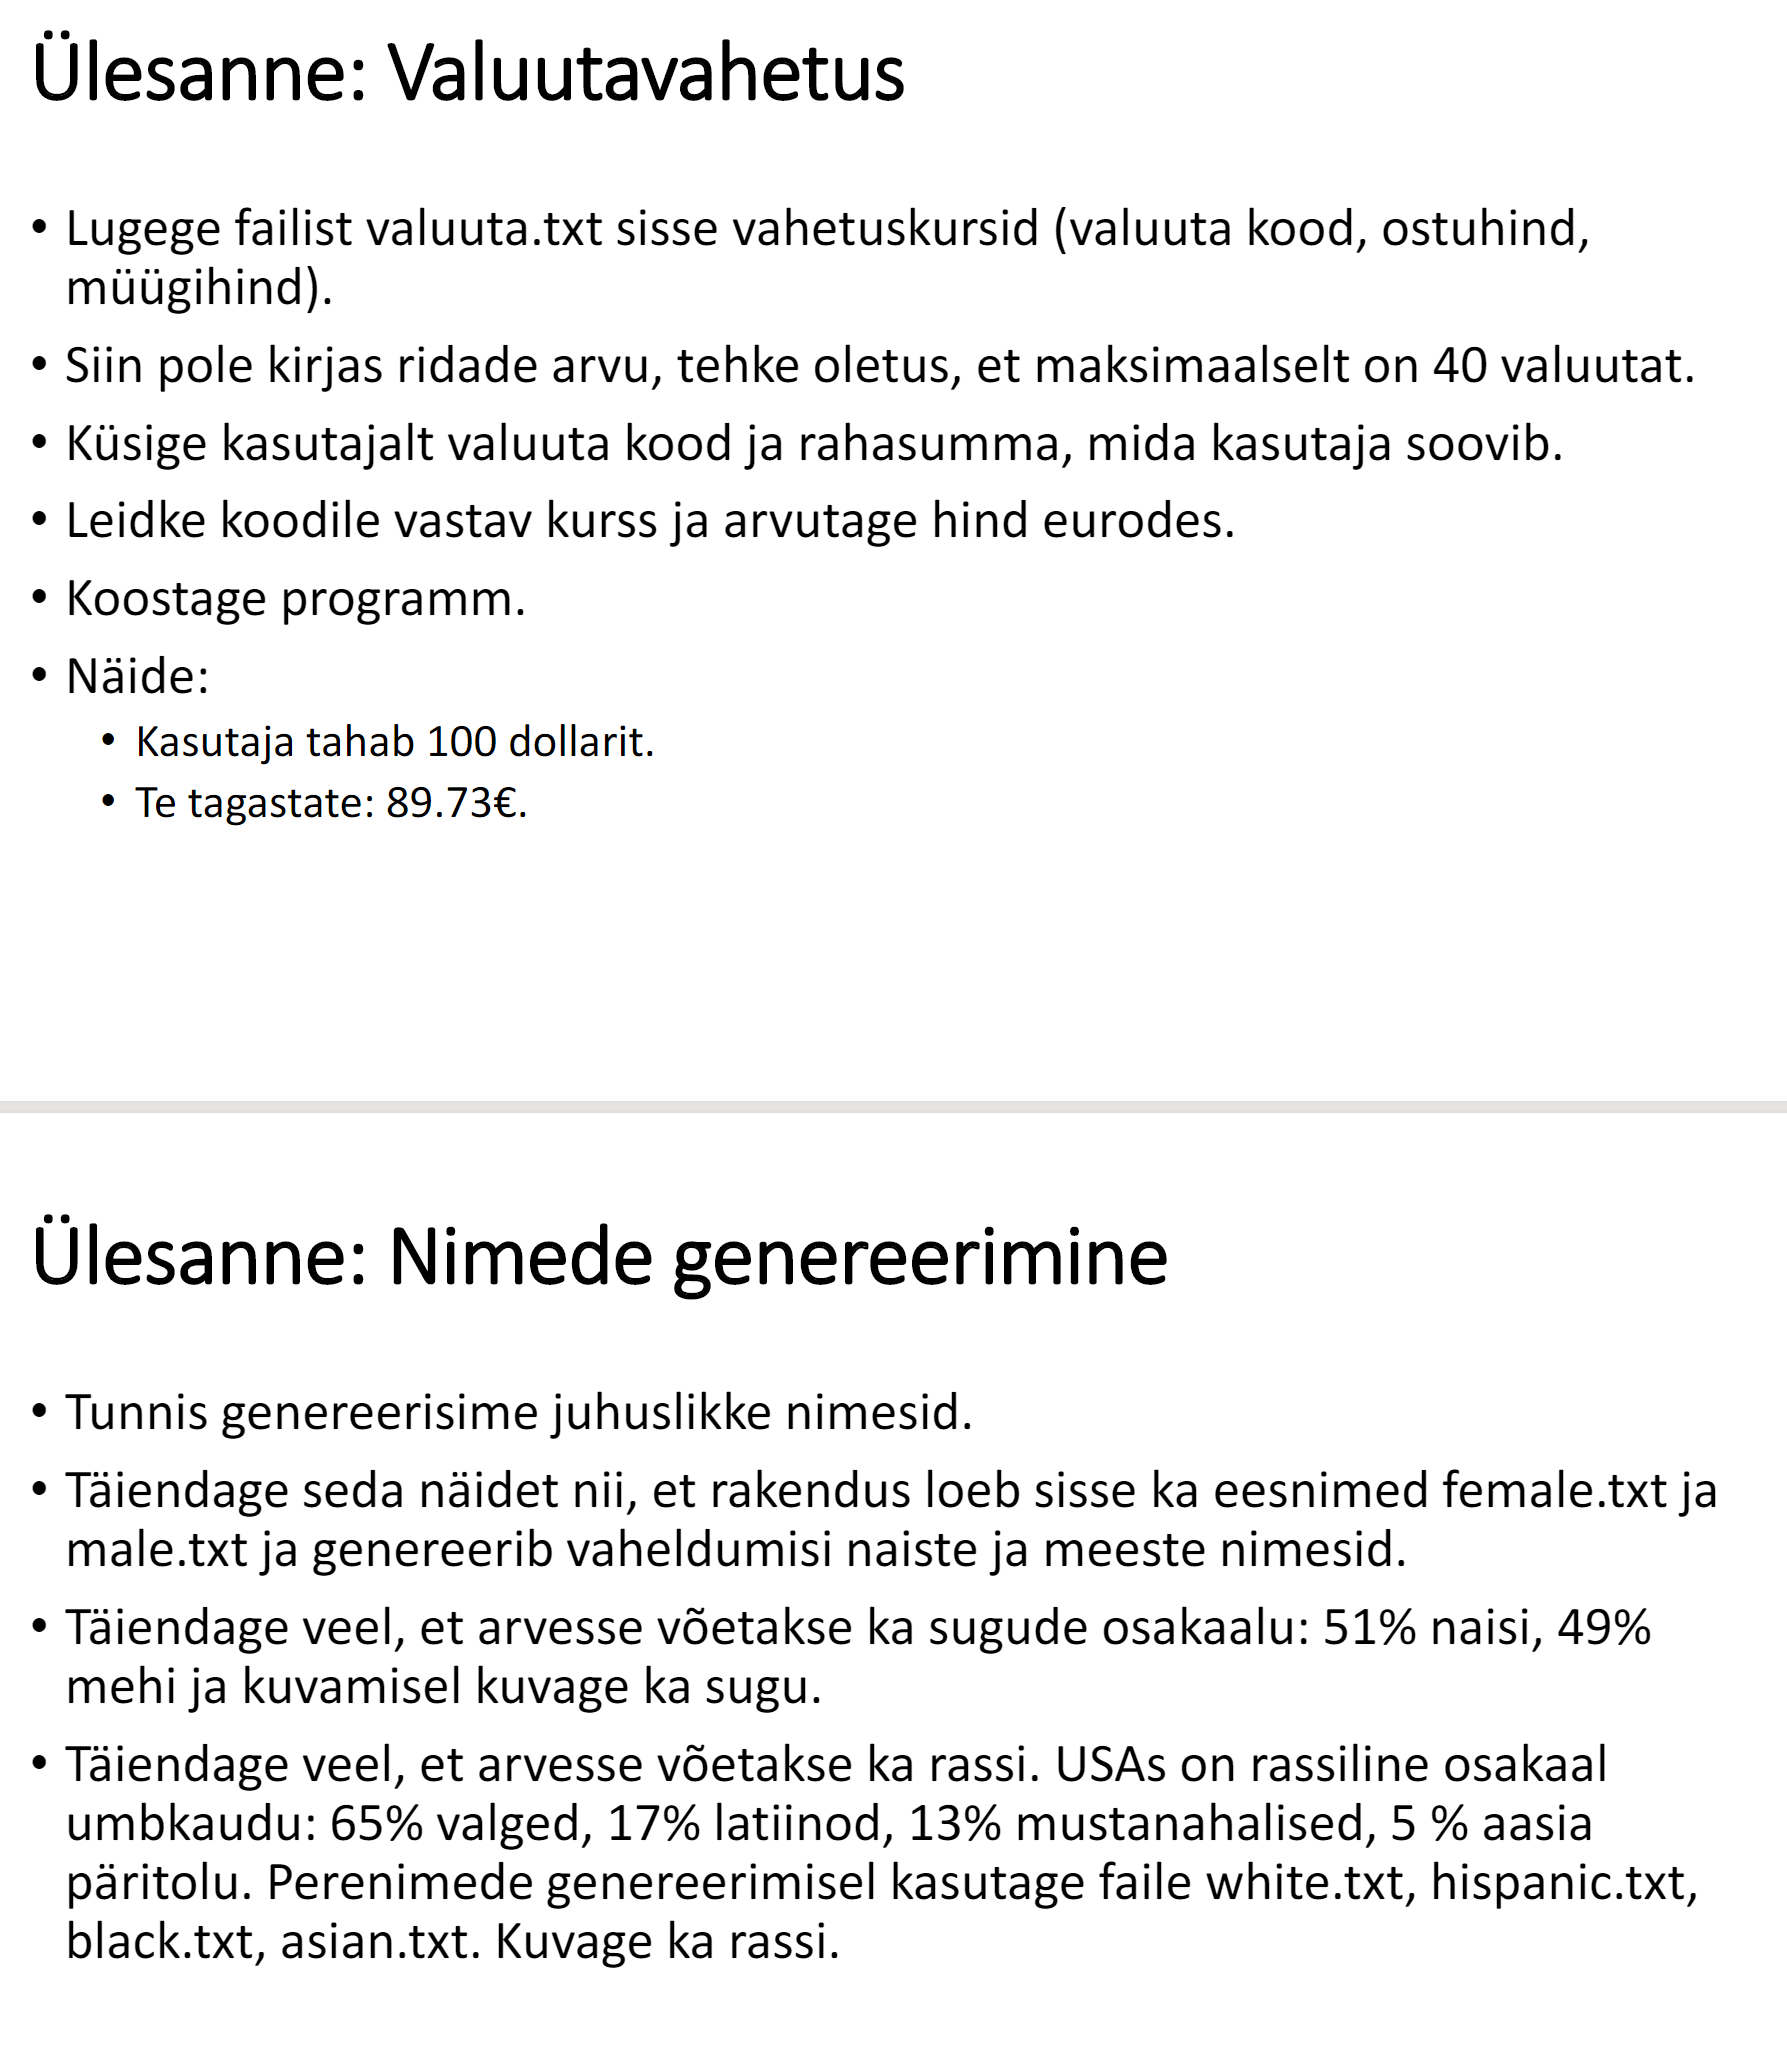 Ülesanne: Valuutavahetus
• Lugege failist valuuta.txt sisse vahetuskursid (valuuta kood, ostuhind,
müügihind).
• Siin pole kirjas ridade arvu, tehke oletus, et maksimaalselt on 40 valuutat.
• Küsige kasutajalt valuuta kood ja rahasumma, mida kasutaja soovib.
• Leidke koodile vastav kurss ja arvutage hind eurodes.
• Koostage programm.
• Näide:
• Kasutaja tahab 100 dollarit.
• Te tagastate: 89.73€.
Ülesanne: Nimede genereerimine
• Tunnis genereerisime juhuslikke nimesid.
• Täiendage seda näidet nii, et rakendus loeb sisse ka eesnimed female.txt ja
male.txt ja genereerib vaheldumisi naiste ja meeste nimesid.
• Täiendage veel, et arvesse võetakse ka sugude osakaalu: 51% naisi, 49%
mehi ja kuvamisel kuvage ka sugu.
• Täiendage veel, et arvesse võetakse ka rassi. USAs on rassiline osakaal
umbkaudu: 65% valged, 17% latiinod, 13% mustanahalised, 5 % aasia
päritolu. Perenimede genereerimisel kasutage faile white.txt, hispanic.txt,
black.txt, asian.txt. Kuvage ka rassi.